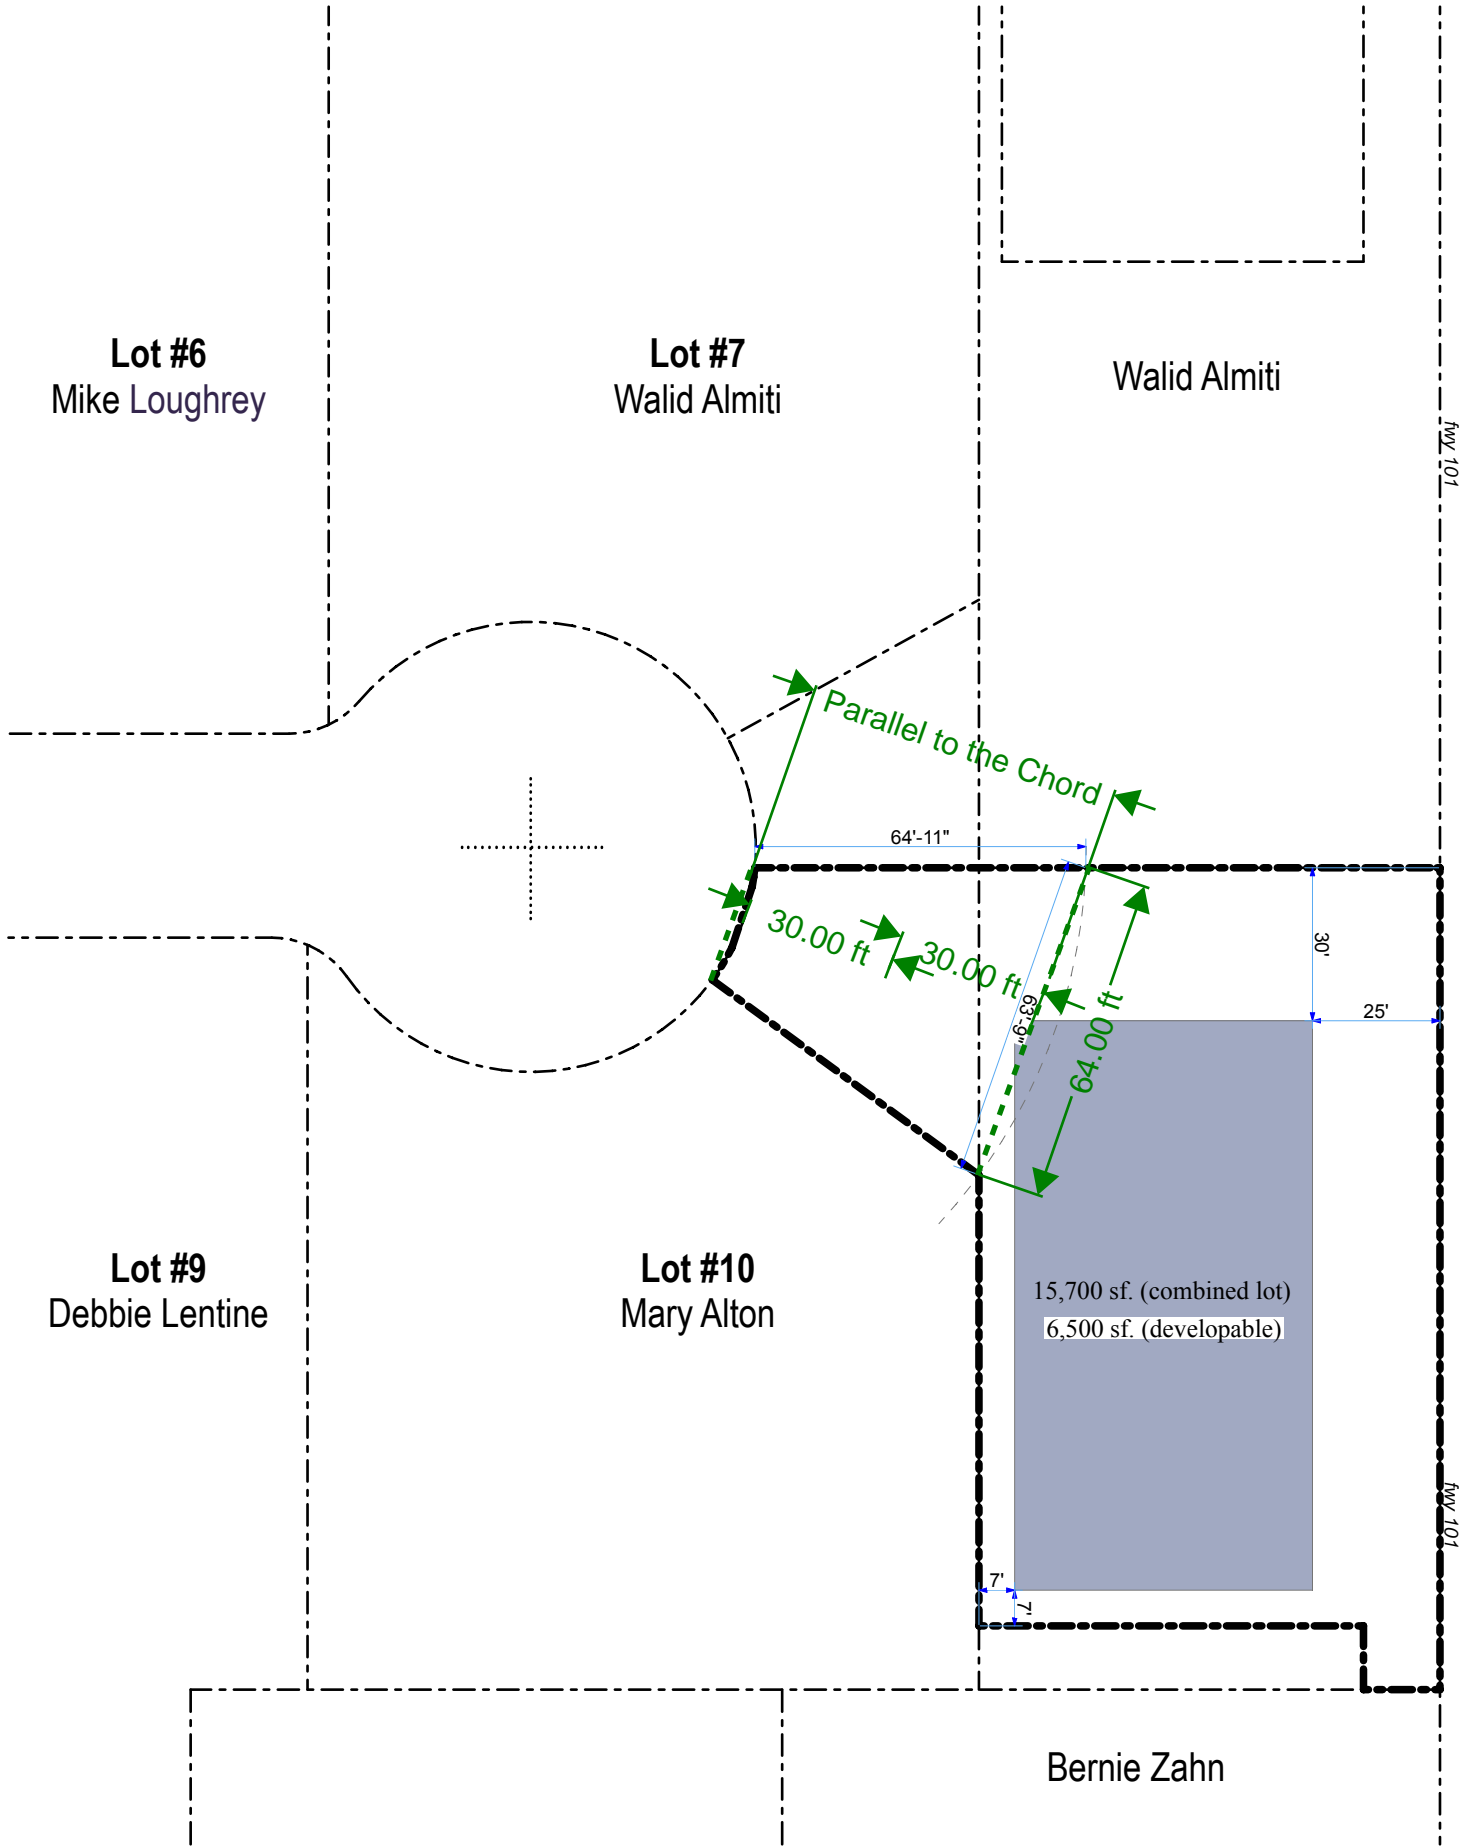 Lot #6
Mike Loughrey
Lot #7
Walid Almiti
Walid Almiti
fwy 101
Parallel to the Chord
64'-11"
30.00 ft
30.00 ft
63'-9"
64.00 ft
30'
25'
Lot #9
Debbie Lentine
Lot #10
Mary Alton
15,700 sf. (combined lot)
6,500 sf. (developable)
fwy 101
7'
7'
Bernie Zahn